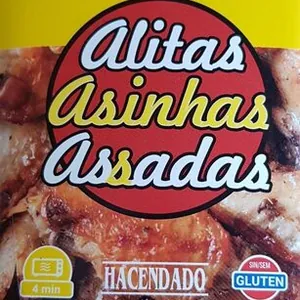 Alitas
Asinhas
Assadas
4 min
HACENDADO
SIN/SEM
GLUTEN